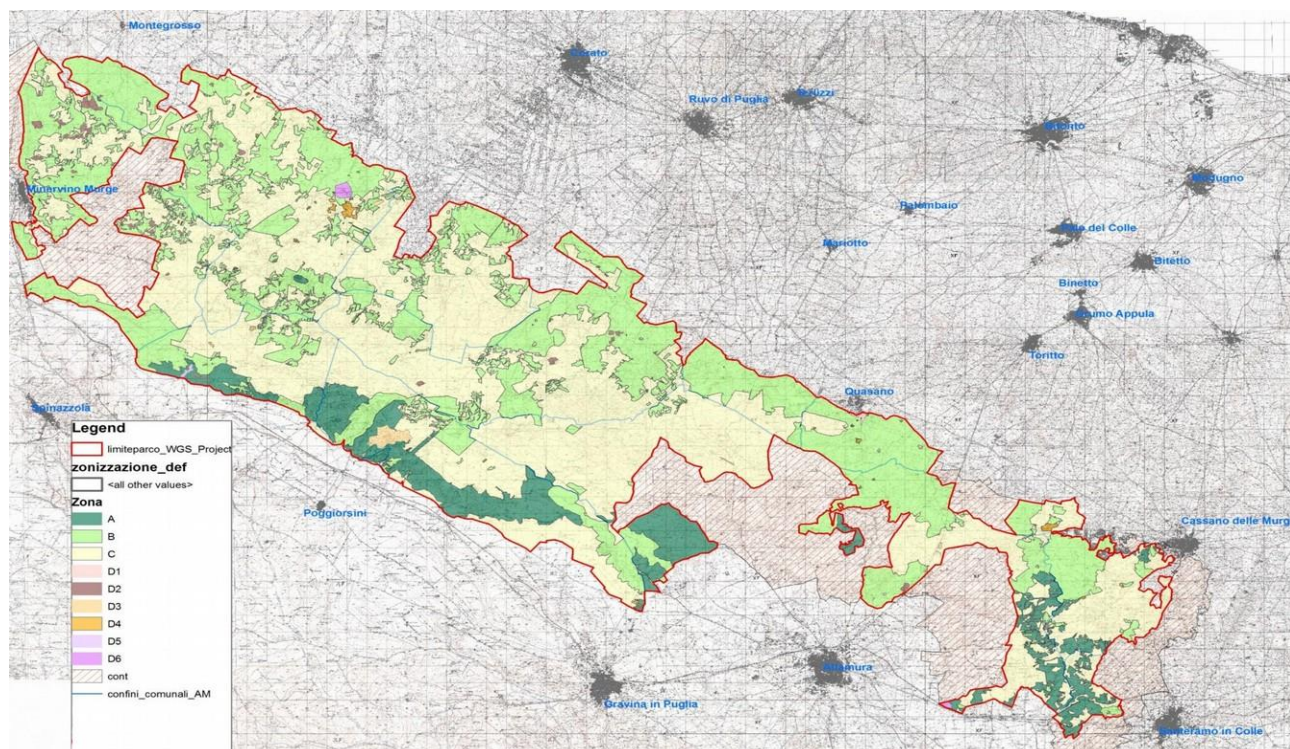 Montegrosso
Corato
Ruvo di Puglia
Terlizzi
Bitonto
Minervino Murge
Modugno
Palombaio
Mariotto
Palo del Colle
Bitetto
Binetto
Grumo Appula
Toritto
Spinazzola
Quasano
Poggiorsini
Cassano delle Murg
Altamura
Gravina in Puglia
Santeramo in Colle
Legend
limiteparco_WGS_Project
zonizzazione_def
<all other values>
Zona
A
B
C
D1
D2
D3
D4
D5
D6
cont
confini_comunali_AM